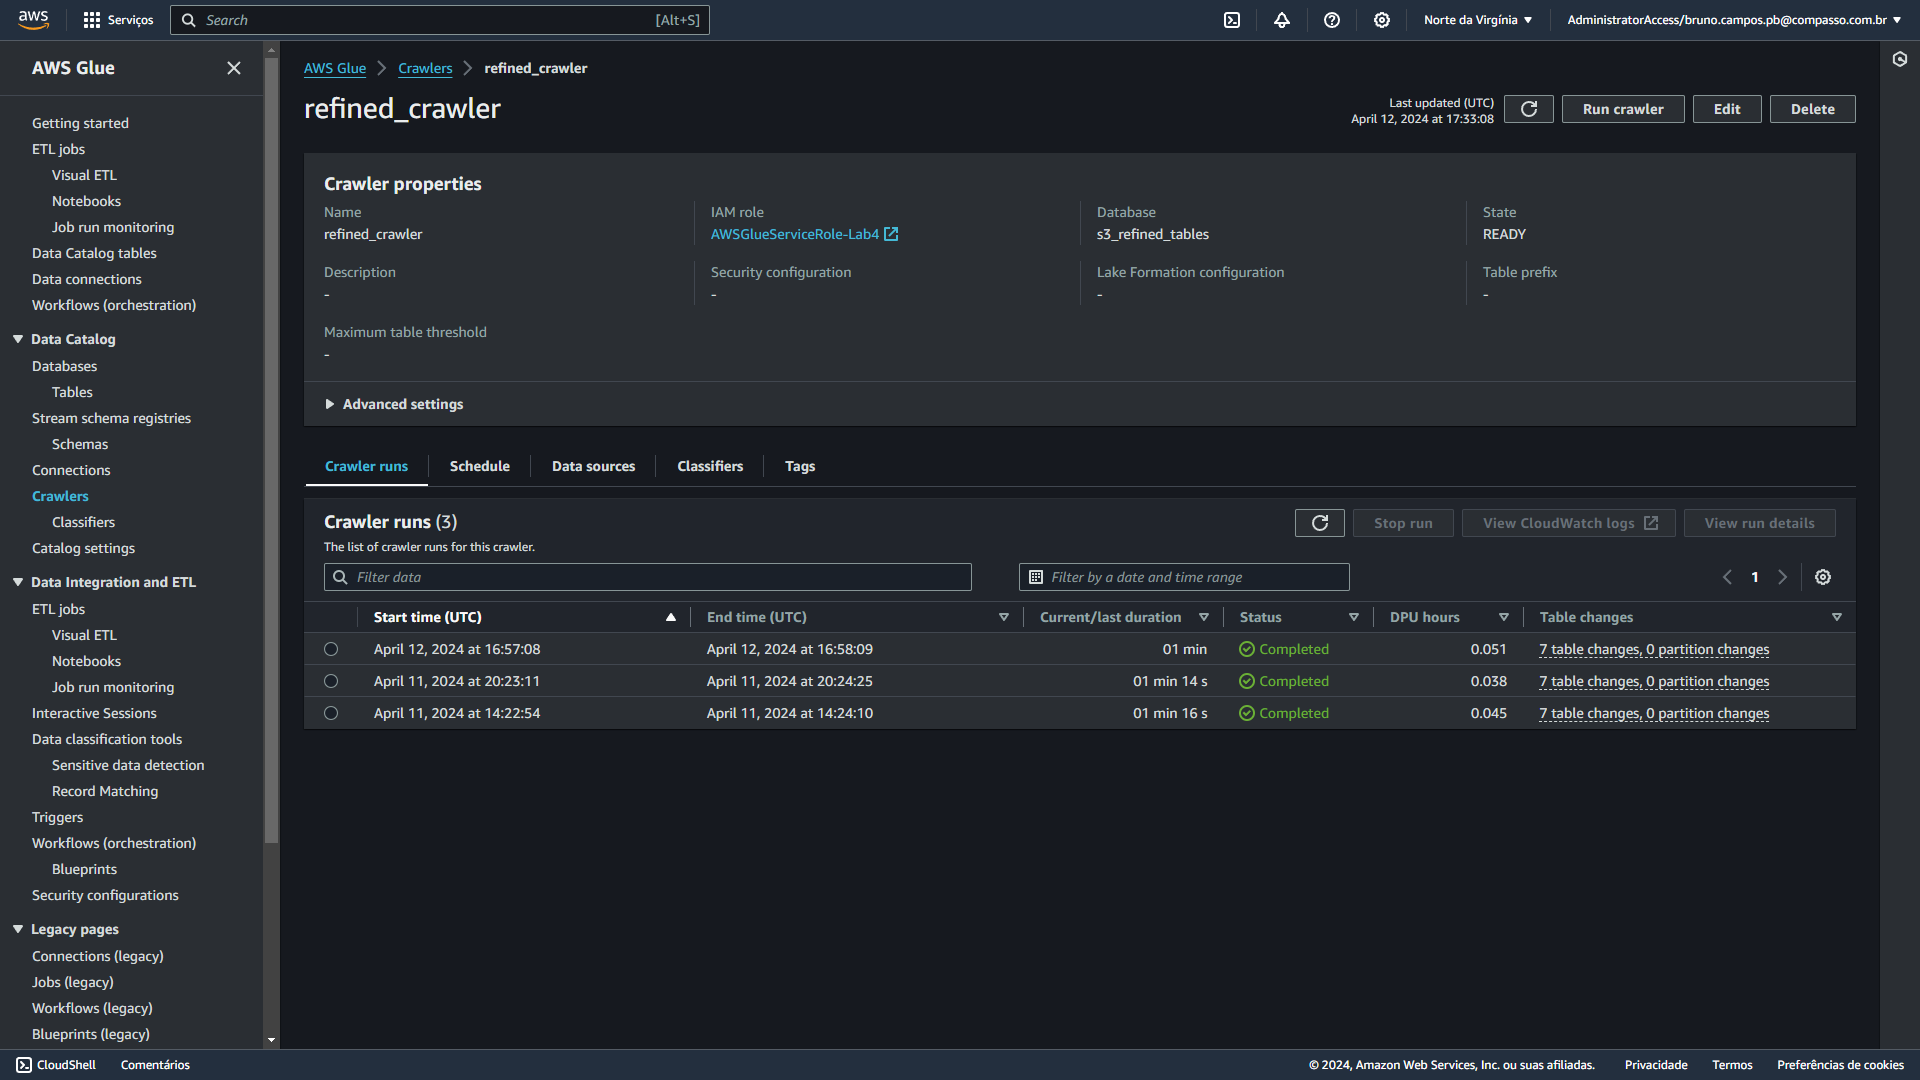 aws
Serviços
Search
[Alt+S]
Norte da Virgínia
AdministratorAccess/bruno.campos.pb@compasso.com.br
AWS Glue
Getting started
ETL jobs
Visual ETL
Notebooks
Job run monitoring
Data Catalog tables
Data connections
Workflows (orchestration)
Data Catalog
Databases
Tables
Stream schema registries
Schemas
Connections
Crawlers
Classifiers
Catalog settings
Data Integration and ETL
ETL jobs
Visual ETL
Notebooks
Job run monitoring
Interactive Sessions
Data classification tools
Sensitive data detection
Record Matching
Triggers
Workflows (orchestration)
Blueprints
Security configurations
Legacy pages
Connections (legacy)
Jobs (legacy)
Workflows (legacy)
Blueprints (legacy)
AWS Glue > Crawlers > refined_crawler
refined_crawler
Last updated (UTC)
April 12, 2024 at 17:33:08
Run crawler
Edit
Delete
Crawler properties
Name
refined_crawler
IAM role
AWSGlueServiceRole-Lab4
Database
s3_refined_tables
State
READY
Description
-
Security configuration
-
Lake Formation configuration
-
Table prefix
-
Maximum table threshold
-
Advanced settings
Crawler runs
Schedule
Data sources
Classifiers
Tags
Crawler runs (3)
The list of crawler runs for this crawler.
Stop run
View CloudWatch logs
View run details
Filter data
Filter by a date and time range
1
Start time (UTC) End time (UTC) Current/last duration Status DPU hours Table changes
April 12, 2024 at 16:57:08 April 12, 2024 at 16:58:09 01 min Completed 0.051 7 table changes, 0 partition changes
April 11, 2024 at 20:23:11 April 11, 2024 at 20:24:25 01 min 14 s Completed 0.038 7 table changes, 0 partition changes
April 11, 2024 at 14:22:54 April 11, 2024 at 14:24:10 01 min 16 s Completed 0.045 7 table changes, 0 partition changes
CloudShell
Comentários
© 2024, Amazon Web Services, Inc. ou suas afiliadas.
Privacidade
Termos
Preferências de cookies